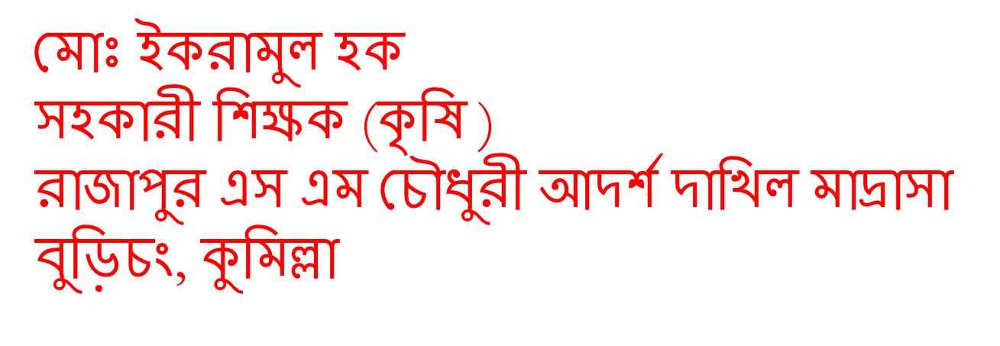 মোঃ ইকরামুল হক
সহকারী শিক্ষক (কৃষি )
রাজাপুর এস এম চৌধুরী আদর্শ দাখিল মাদ্রাসা
বুড়িচং, কুমিল্লা